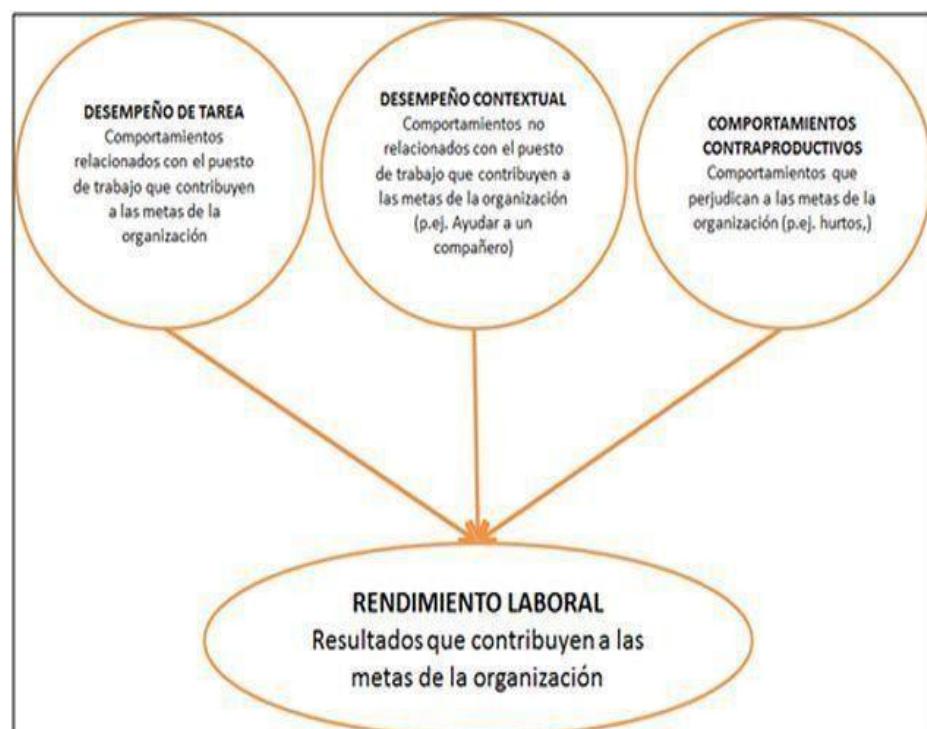 DESEMPEÑO DE TAREA
Comportamientos
relacionados con el puesto
de trabajo que contribuyen
a las metas de la
organización
DESEMPEÑO CONTEXTUAL
Comportamientos no
relacionados con el puesto
de trabajo que contribuyen a
las metas de la organización
(p.ej. Ayudar a un
compañero)
COMPORTAMIENTOS
CONTRAPRODUCTIVOS
Comportamientos que
perjudican a las metas de la
organización (p.ej. hurtos,)
RENDIMIENTO LABORAL
Resultados que contribuyen a las
metas de la organización